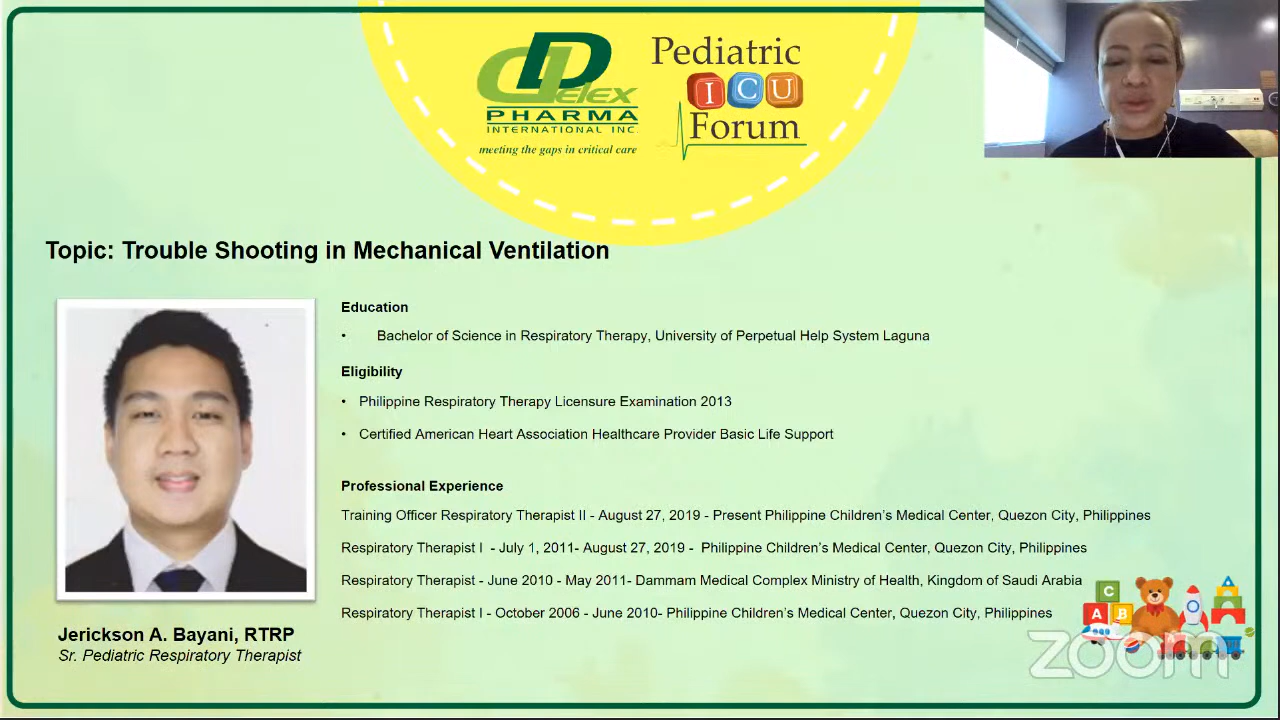 Delex
PHARMA
INTERNATIONAL INC.
meeting the gaps in critical care
Pediatric
ICU
Forum
Topic: Trouble Shooting in Mechanical Ventilation
Education
• Bachelor of Science in Respiratory Therapy, University of Perpetual Help System Laguna
Eligibility
• Philippine Respiratory Therapy Licensure Examination 2013
• Certified American Heart Association Healthcare Provider Basic Life Support
Professional Experience
Training Officer Respiratory Therapist II - August 27, 2019 - Present Philippine Children's Medical Center, Quezon City, Philippines
Respiratory Therapist I - July 1, 2011- August 27, 2019 - Philippine Children's Medical Center, Quezon City, Philippines
Respiratory Therapist - June 2010 - May 2011- Dammam Medical Complex Ministry of Health, Kingdom of Saudi Arabia
Respiratory Therapist I - October 2006 - June 2010- Philippine Children's Medical Center, Quezon City, Philippines
Jerickson A. Bayani, RTRP
Sr. Pediatric Respiratory Therapist
C
A B
zoom